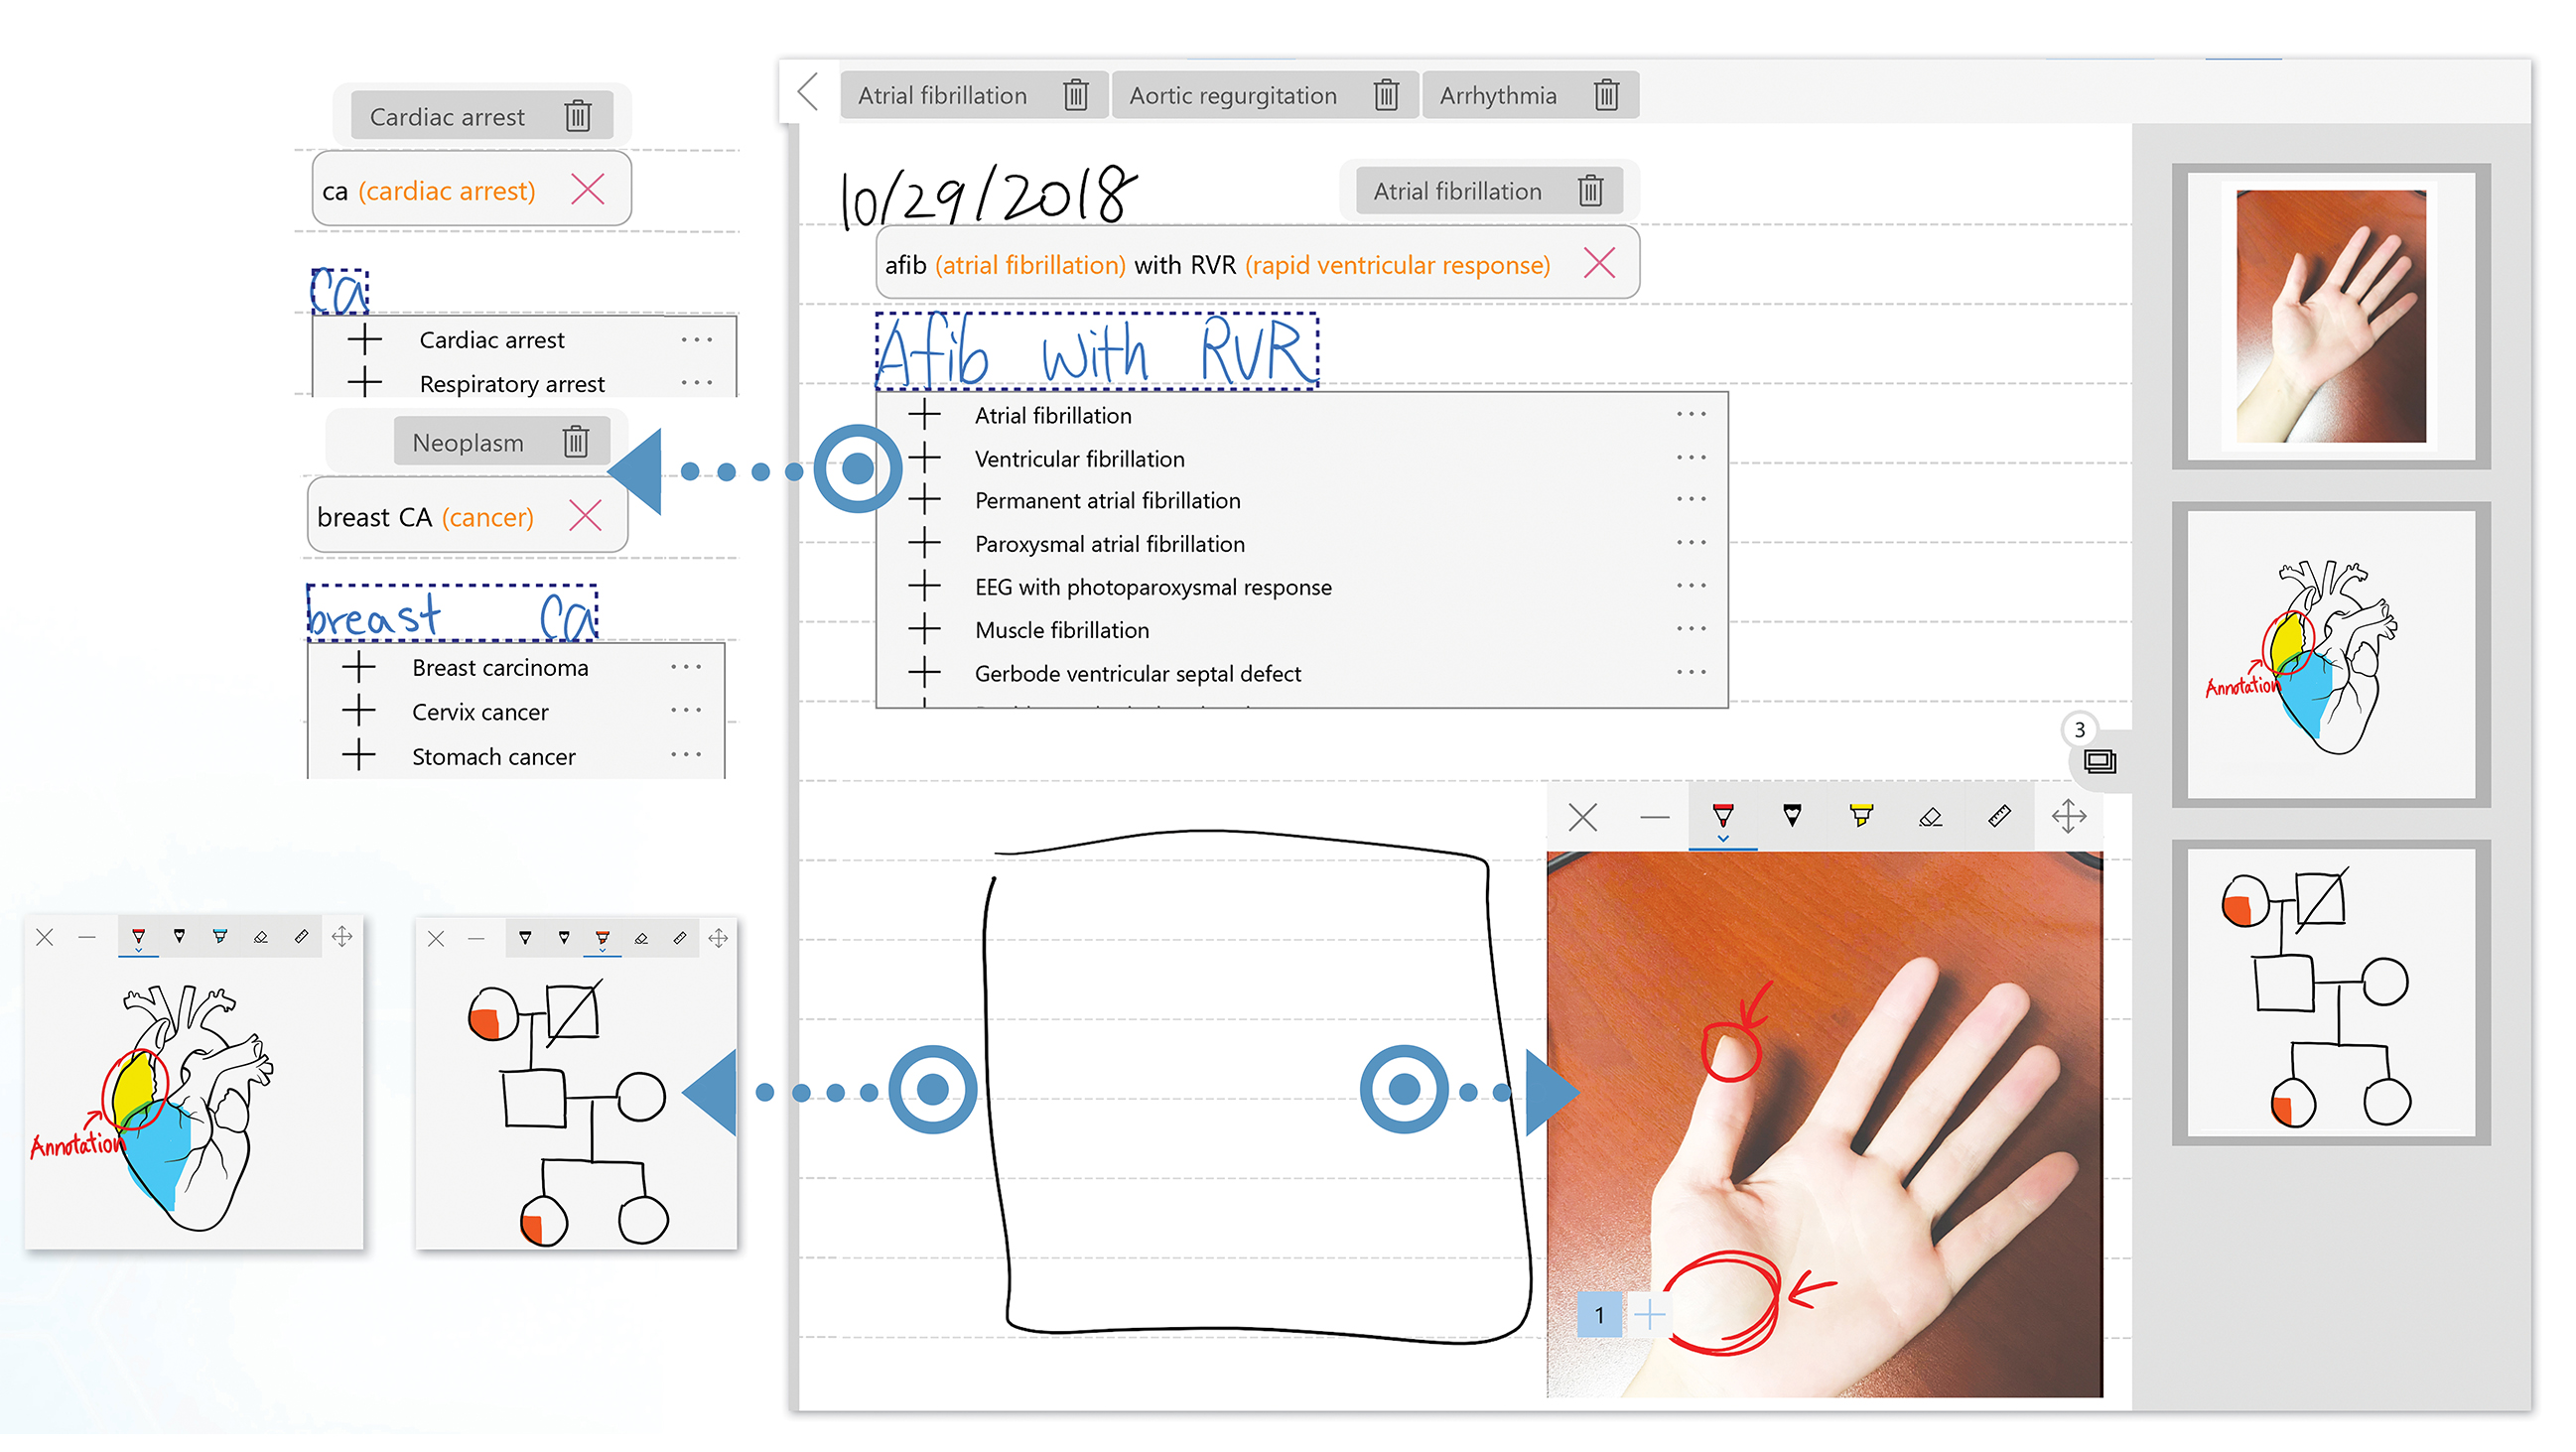 Cardiac arrest
ca (cardiac arrest)
Ca
Cardiac arrest
Respiratory arrest
Neoplasm
breast CA (cancer)
breast Ca
Breast carcinoma
Cervix cancer
Stomach cancer
Annotation
Atrial fibrillation Aortic regurgitation Arrhythmia
10/29/2018
Atrial fibrillation
afib (atrial fibrillation) with RVR (rapid ventricular response)
Afib with RVR
Atrial fibrillation
Ventricular fibrillation
Permanent atrial fibrillation
Paroxysmal atrial fibrillation
EEG with photoparoxysmal response
Muscle fibrillation
Gerbode ventricular septal defect
3
1
Annotation